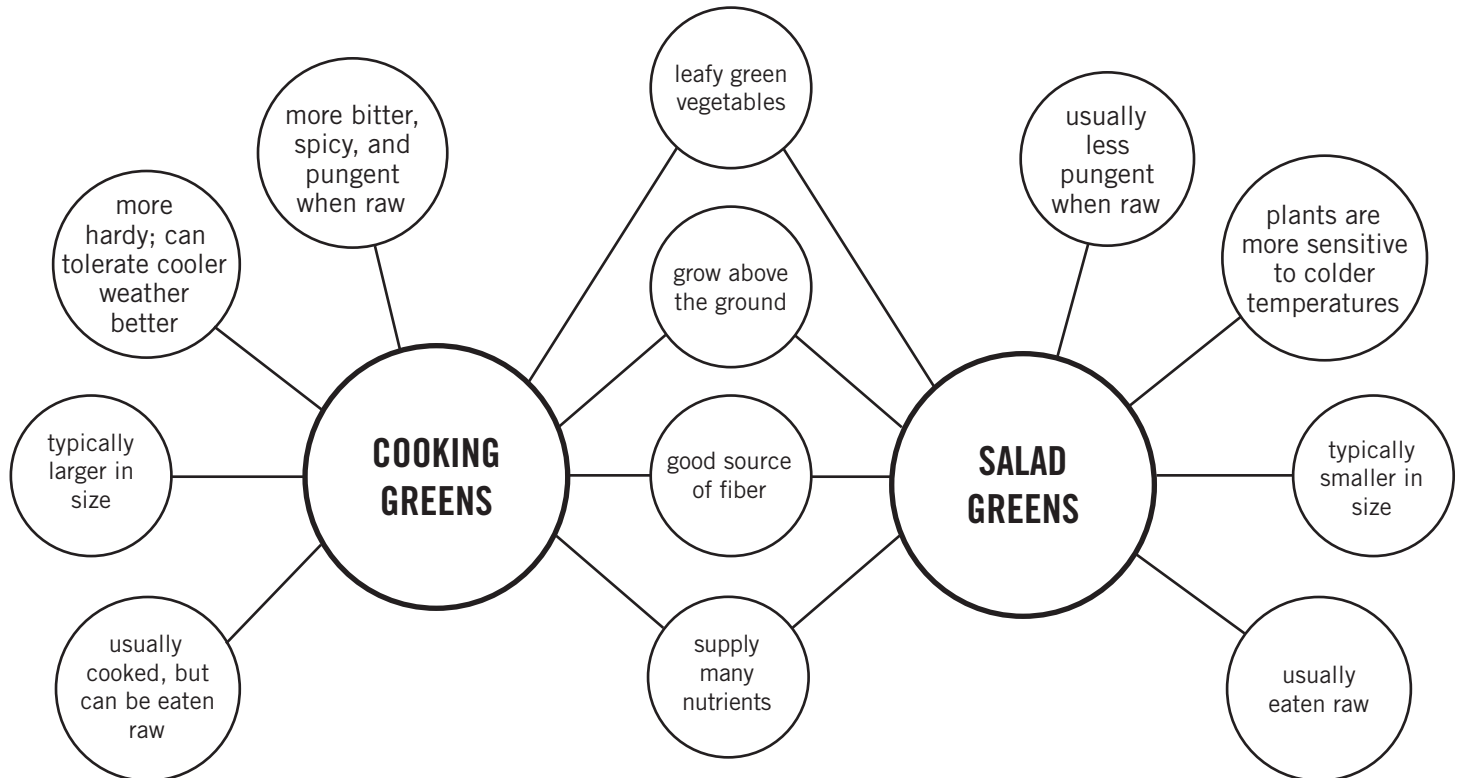 leafy green
vegetables
more bitter,
spicy, and
pungent
when raw
usually
less
pungent
when raw
more
hardy; can
tolerate cooler
weather
better
plants are
more sensitive
to colder
temperatures
grow above
the ground
COOKING
GREENS
SALAD
GREENS
typically
larger in
size
good source
of fiber
typically
smaller in
size
usually
cooked, but
can be eaten
raw
supply
many
nutrients
usually
eaten raw